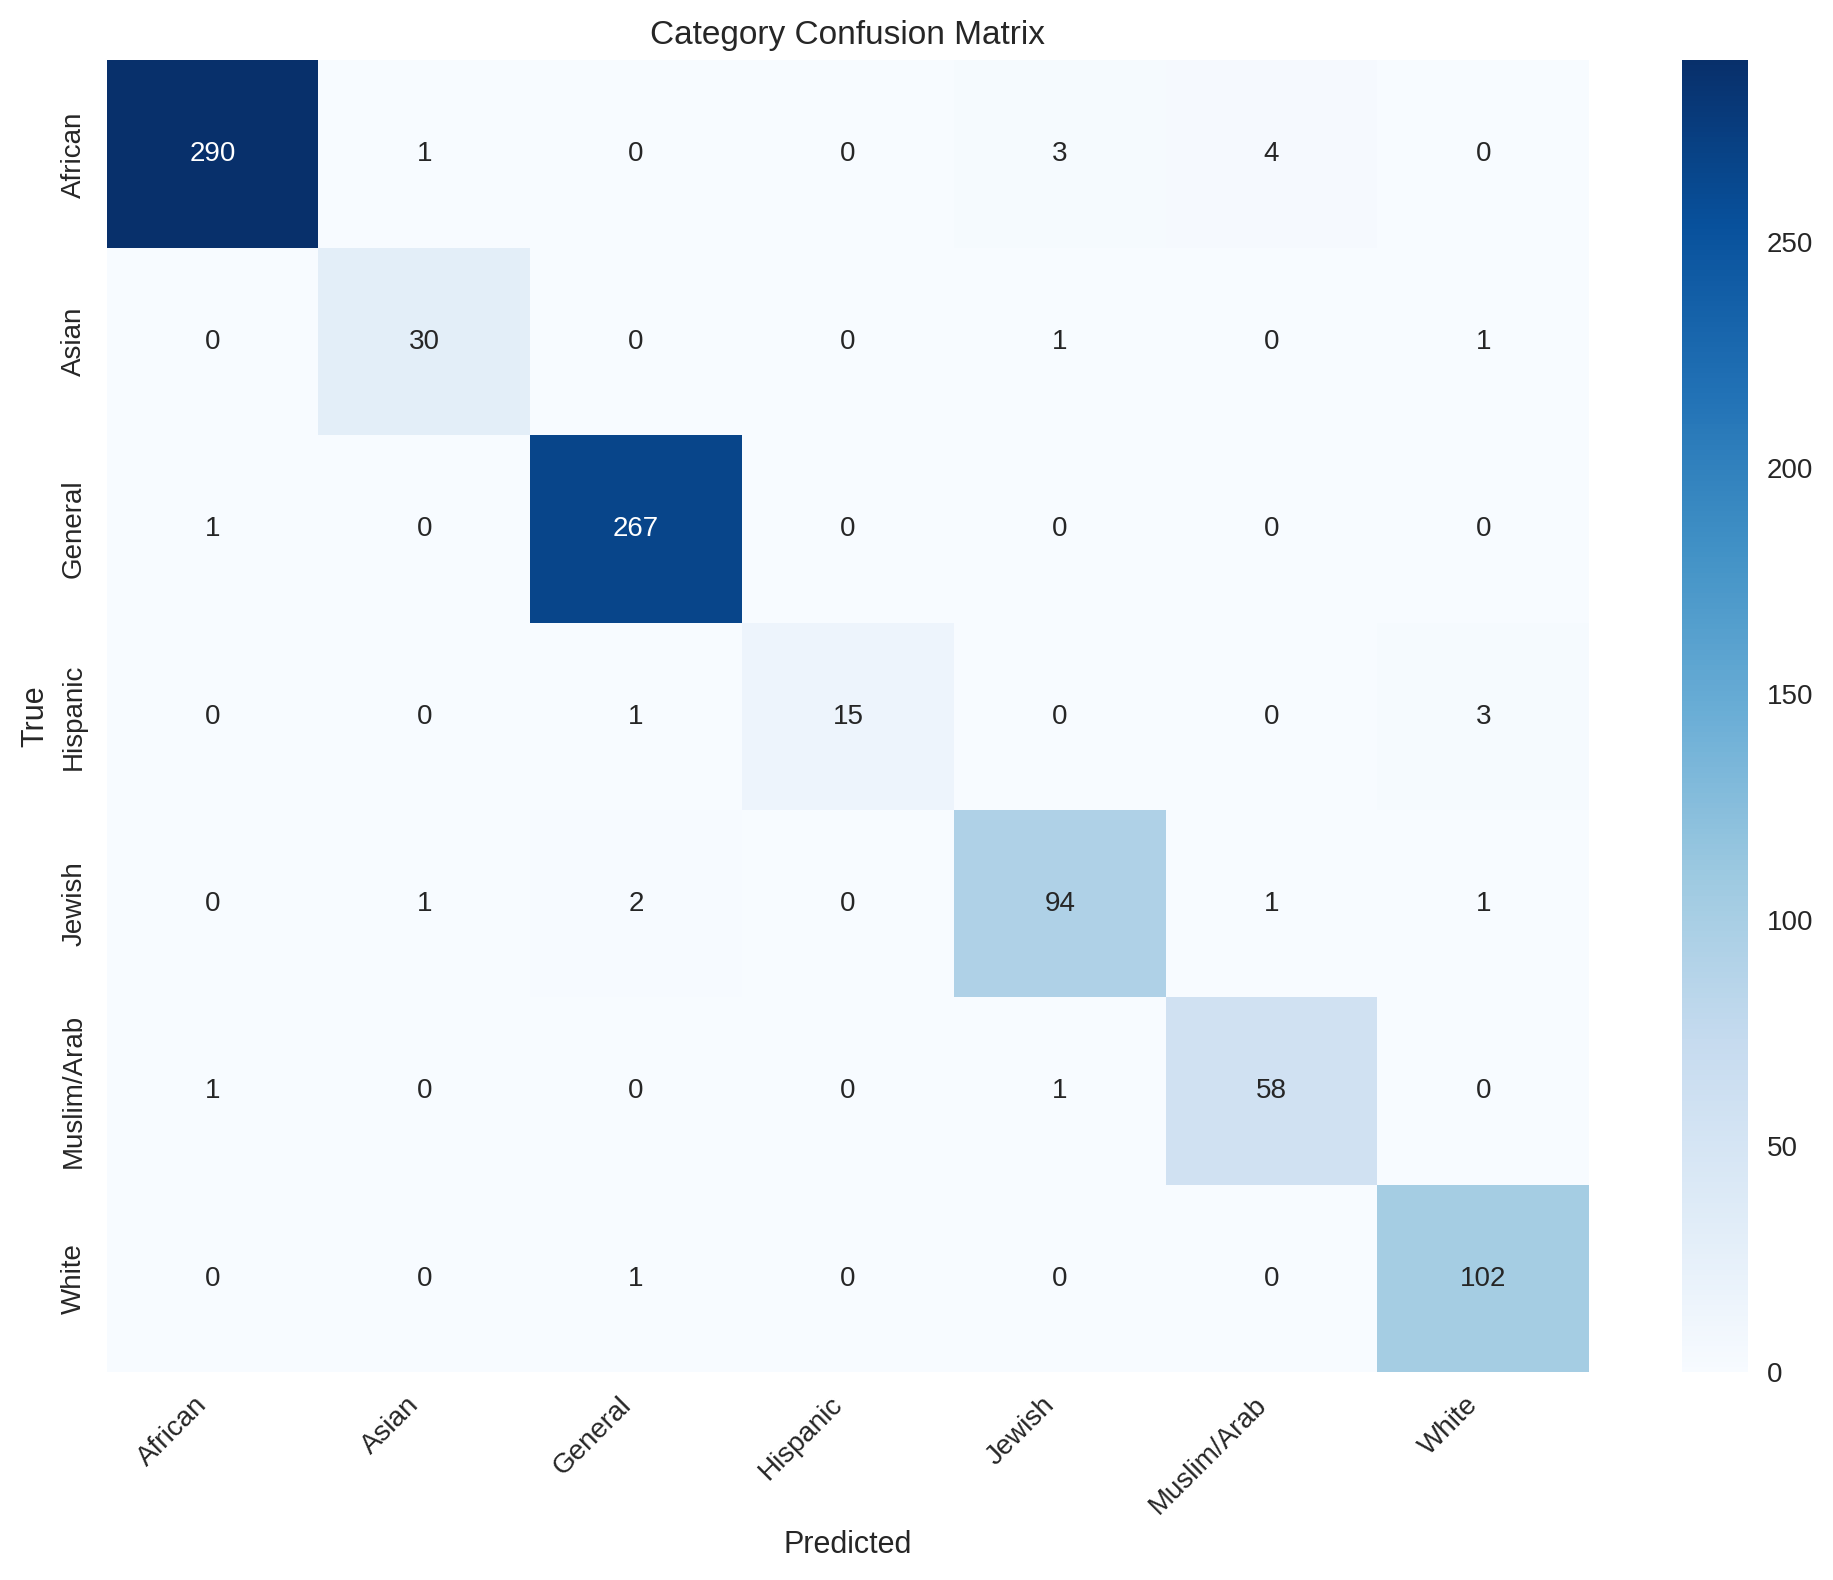 Category Confusion Matrix
True
African 290 1 0 0 3 4 0
Asian 0 30 0 0 1 0 1
General 1 0 267 0 0 0 0
Hispanic 0 0 1 15 0 0 3
Jewish 0 1 2 0 94 1 1
Muslim/Arab 1 0 0 0 1 58 0
White 0 0 1 0 0 0 102
African Asian General Hispanic Jewish Muslim/Arab White
Predicted
250
200
150
100
50
0